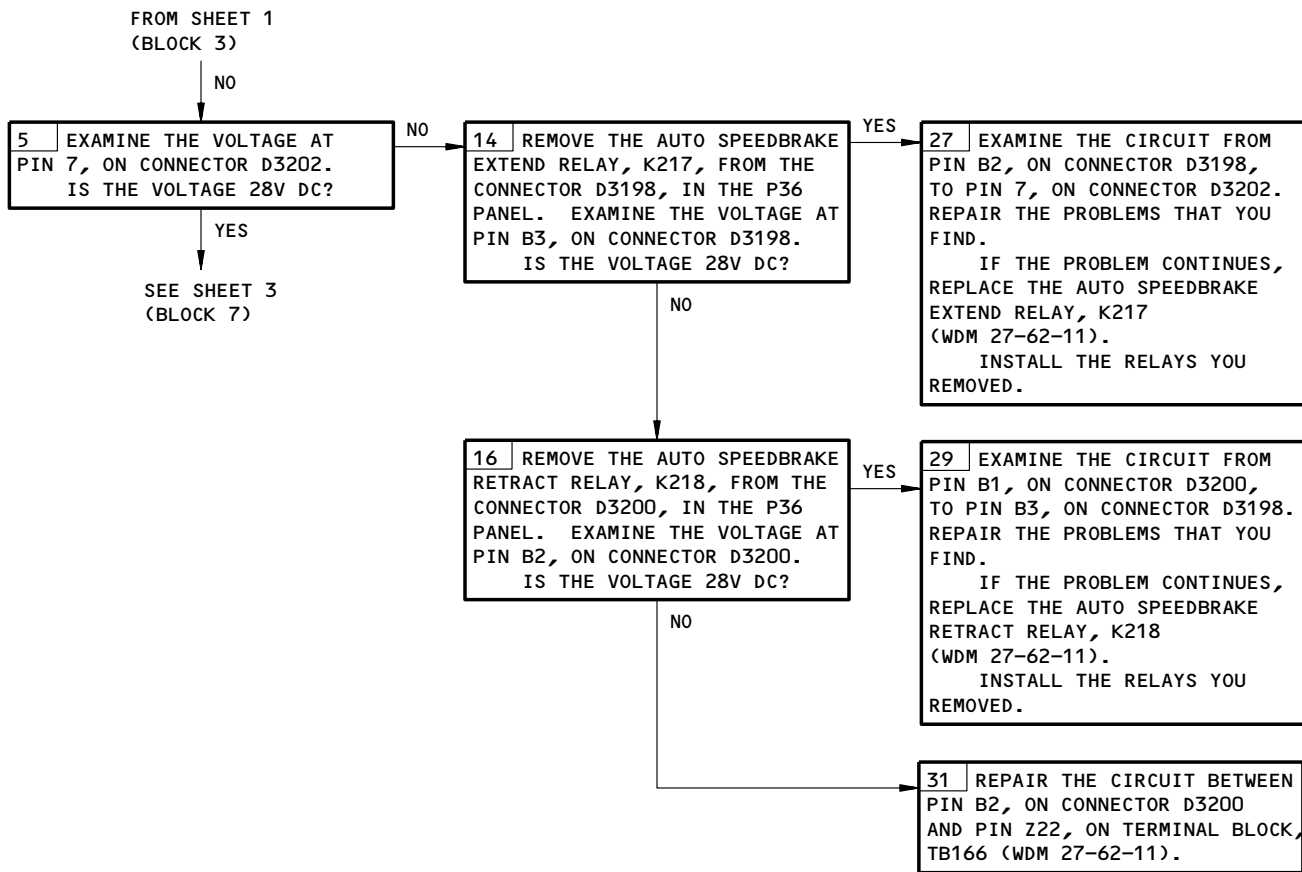 FROM SHEET 1
(BLOCK 3)
NO
5 EXAMINE THE VOLTAGE AT
PIN 7, ON CONNECTOR D3202.
IS THE VOLTAGE 28V DC?
YES
SEE SHEET 3
(BLOCK 7)
NO
14 REMOVE THE AUTO SPEEDBRAKE
EXTEND RELAY, K217, FROM THE
CONNECTOR D3198, IN THE P36
PANEL. EXAMINE THE VOLTAGE AT
PIN B3, ON CONNECTOR D3198.
IS THE VOLTAGE 28V DC?
YES
27 EXAMINE THE CIRCUIT FROM
PIN B2, ON CONNECTOR D3198,
TO PIN 7, ON CONNECTOR D3202.
REPAIR THE PROBLEMS THAT YOU
FIND.
IF THE PROBLEM CONTINUES,
REPLACE THE AUTO SPEEDBRAKE
EXTEND RELAY, K217
(WDM 27-62-11).
INSTALL THE RELAYS YOU
REMOVED.
NO
16 REMOVE THE AUTO SPEEDBRAKE
RETRACT RELAY, K218, FROM THE
CONNECTOR D3200, IN THE P36
PANEL. EXAMINE THE VOLTAGE AT
PIN B2, ON CONNECTOR D3200.
IS THE VOLTAGE 28V DC?
YES
29 EXAMINE THE CIRCUIT FROM
PIN B1, ON CONNECTOR D3200,
TO PIN B3, ON CONNECTOR D3198.
REPAIR THE PROBLEMS THAT YOU
FIND.
IF THE PROBLEM CONTINUES,
REPLACE THE AUTO SPEEDBRAKE
RETRACT RELAY, K218
(WDM 27-62-11).
INSTALL THE RELAYS YOU
REMOVED.
NO
31 REPAIR THE CIRCUIT BETWEEN
PIN B2, ON CONNECTOR D3200
AND PIN Z22, ON TERMINAL BLOCK,
TB166 (WDM 27-62-11).